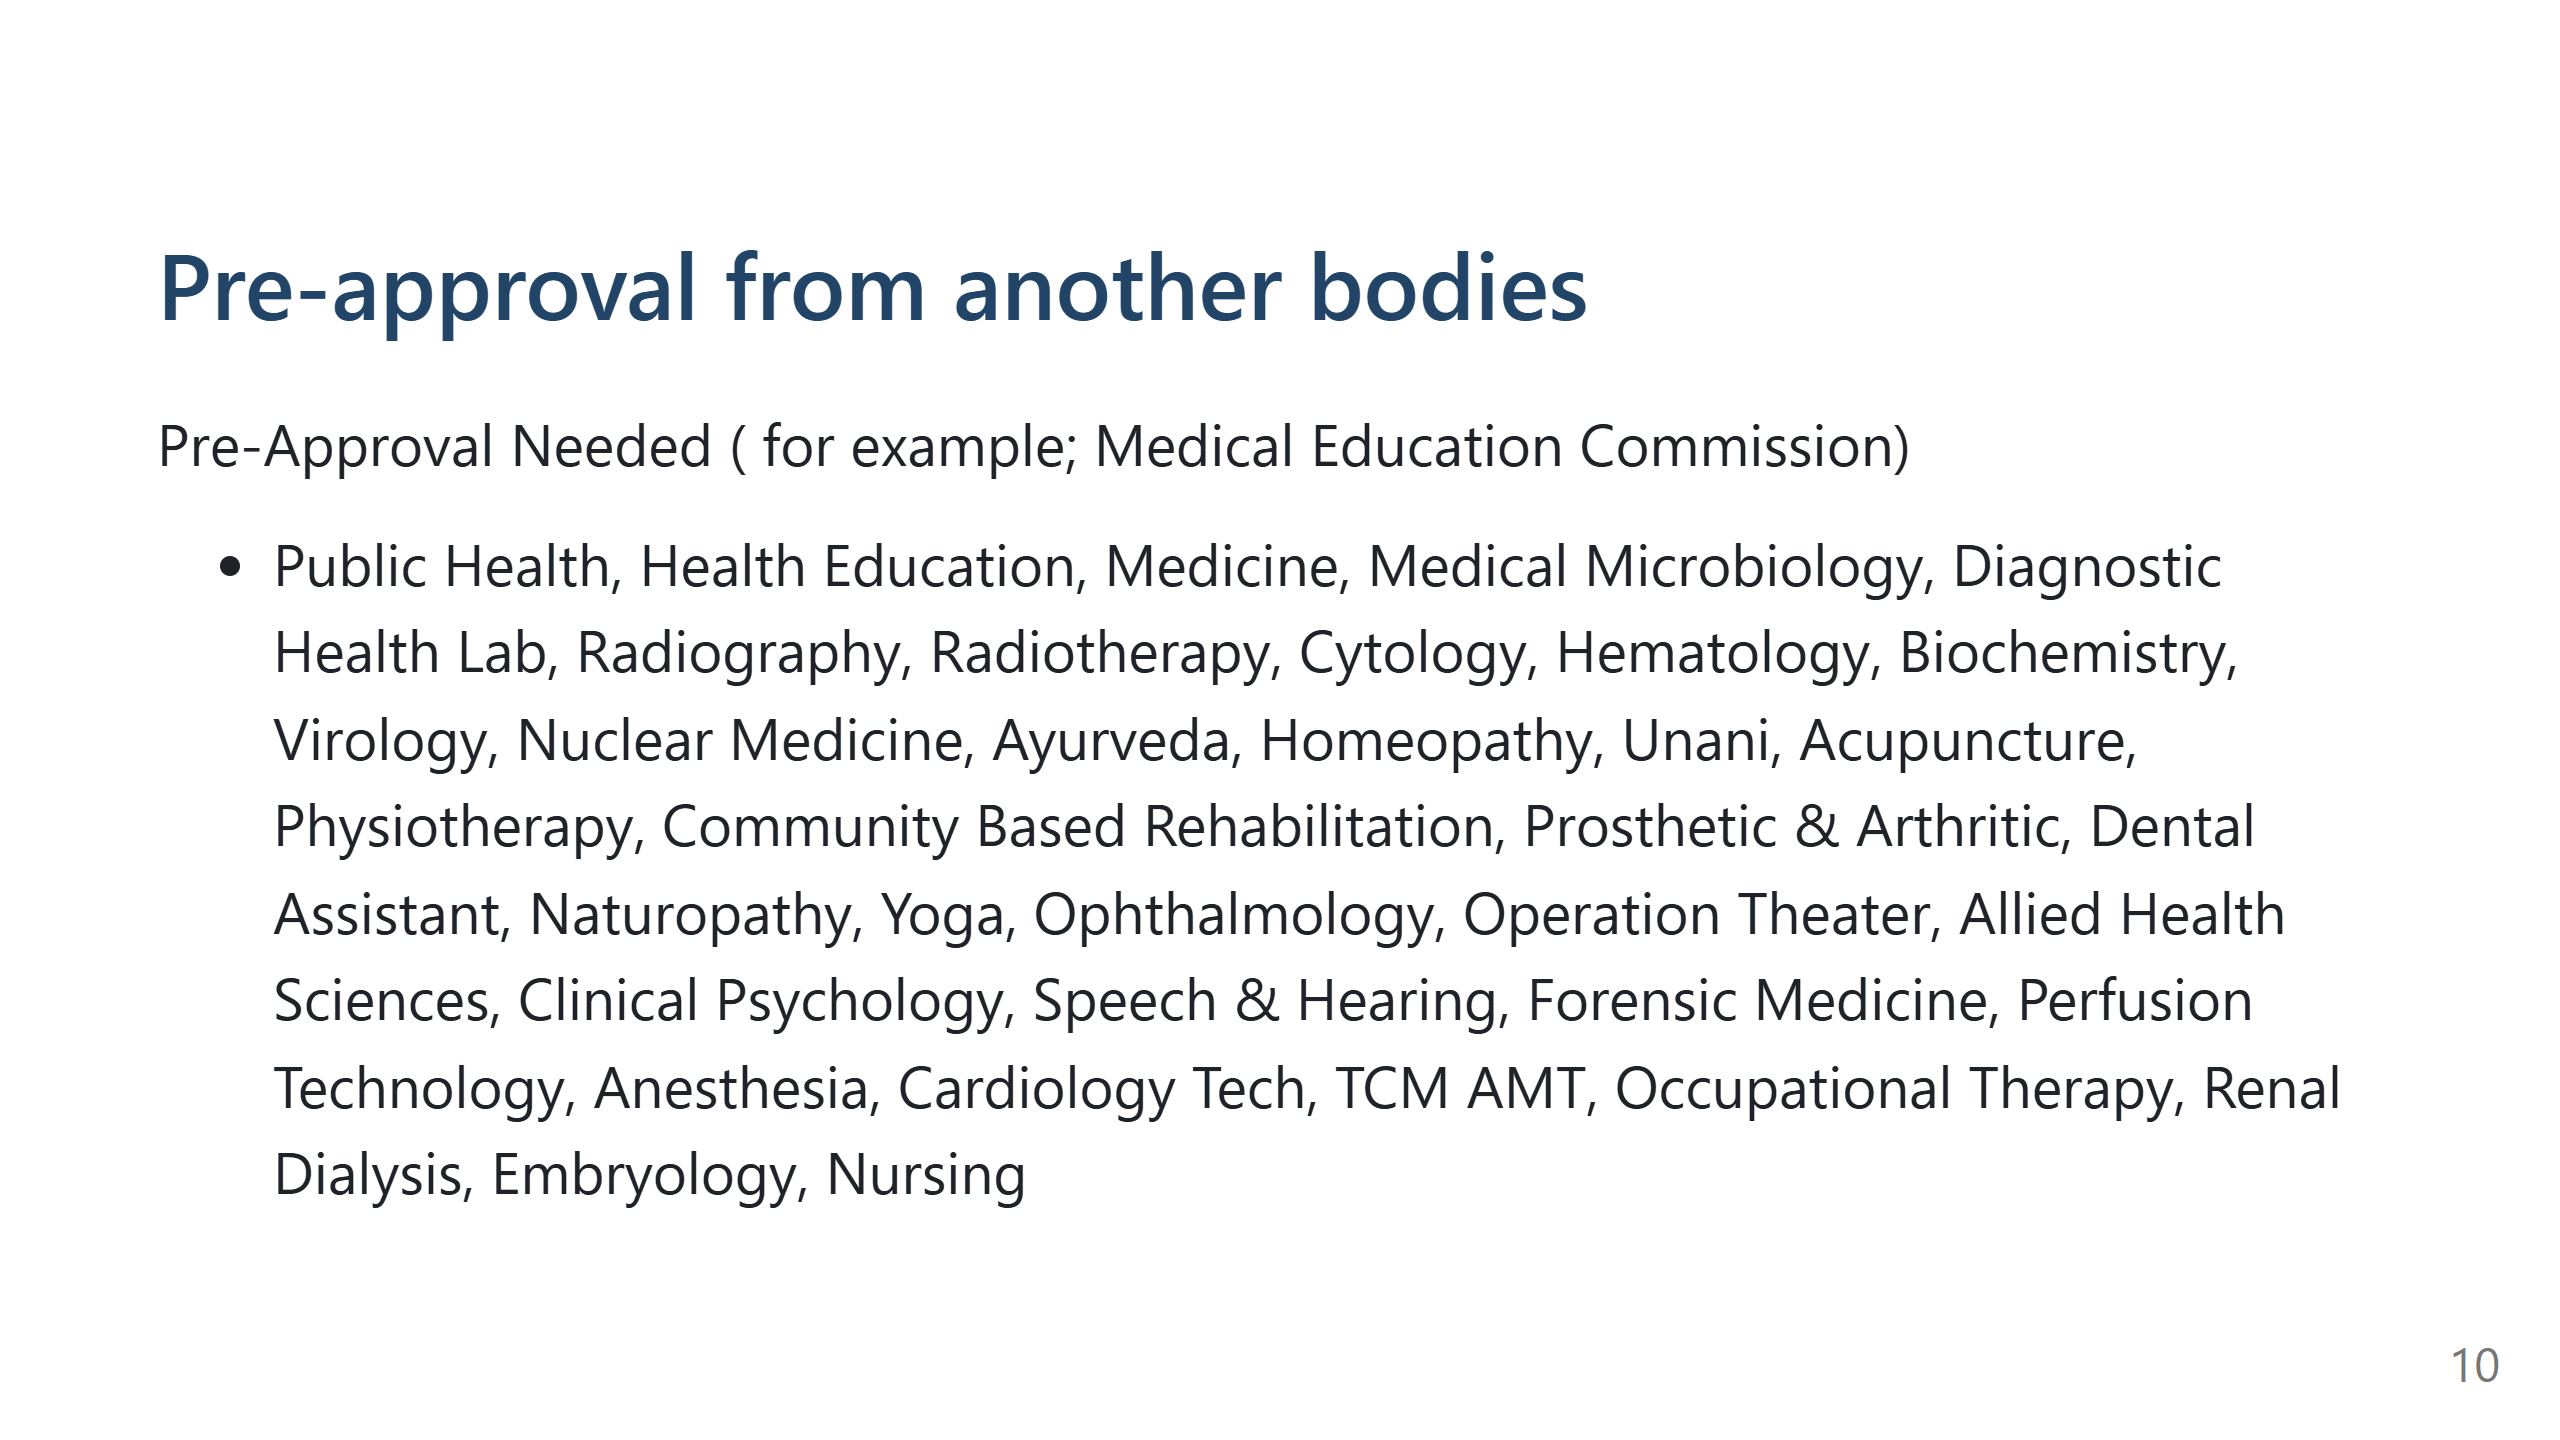 Pre-approval from another bodies
Pre-Approval Needed ( for example; Medical Education Commission)
• Public Health, Health Education, Medicine, Medical Microbiology, Diagnostic
Health Lab, Radiography, Radiotherapy, Cytology, Hematology, Biochemistry,
Virology, Nuclear Medicine, Ayurveda, Homeopathy, Unani, Acupuncture,
Physiotherapy, Community Based Rehabilitation, Prosthetic & Arthritic, Dental
Assistant, Naturopathy, Yoga, Ophthalmology, Operation Theater, Allied Health
Sciences, Clinical Psychology, Speech & Hearing, Forensic Medicine, Perfusion
Technology, Anesthesia, Cardiology Tech, TCM AMT, Occupational Therapy, Renal
Dialysis, Embryology, Nursing
10